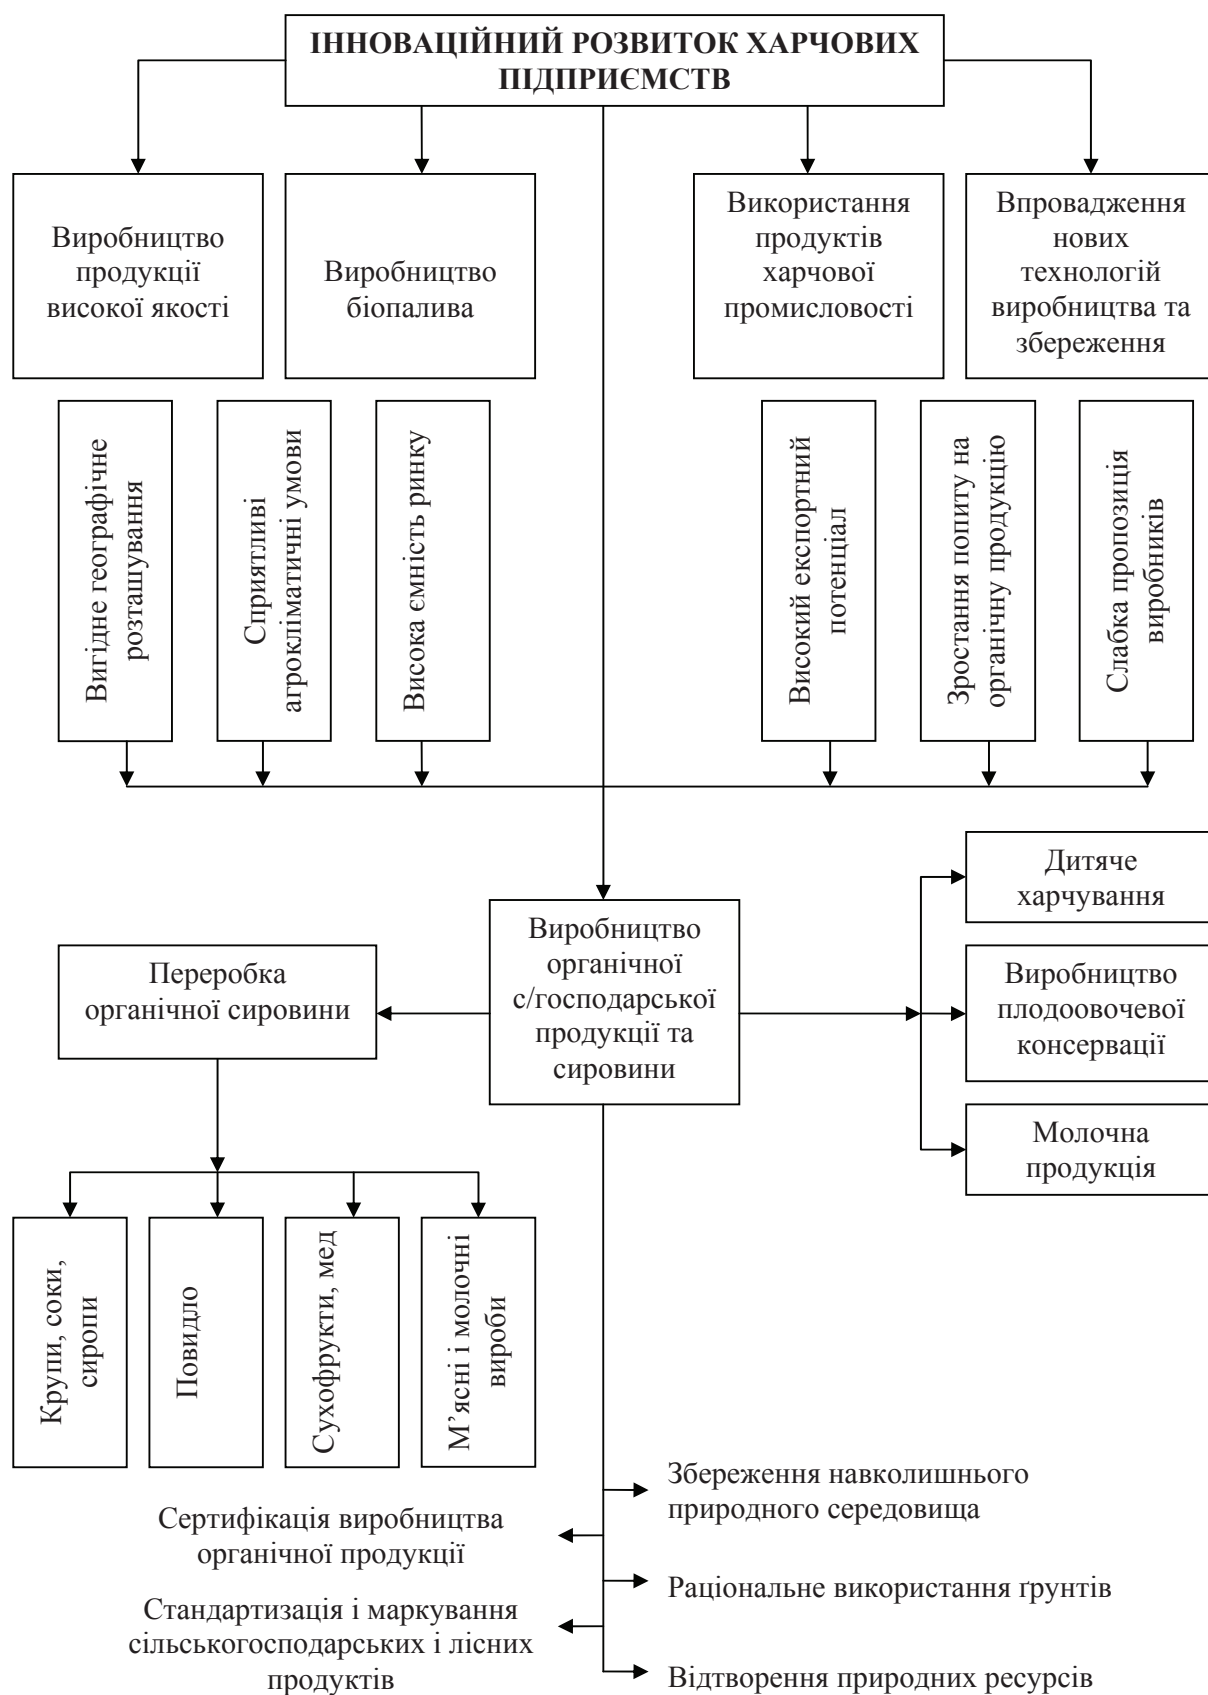 ІННОВАЦІЙНИЙ РОЗВИТОК ХАРЧОВИХ
ПІДПРИЄМСТВ
Виробництво
продукції
високої якості
Виробництво
біопалива
Використання
продуктів
харчової
промисловості
Впровадження
нових
технологій
виробництва та
збереження
Вигідне географічне
розташування
Сприятливі
агрокліматичні умови
Висока ємність ринку
Високий експортний
потенціал
Зростання попиту на
органічну продукцію
Слабка пропозиція
виробників
Дитяче
харчування
Виробництво
органічної
с/господарської
продукції та
сировини
Переробка
органічної сировини
Виробництво
плодоовочевої
консервації
Молочна
продукція
Крупи, соки,
сиропи
Повидло
Сухофрукти, мед
М’ясні і молочні
вироби
Збереження навколишнього
природного середовища
Сертифікація виробництва
органічної продукції
Раціональне використання ґрунтів
Стандартизація і маркування
сільськогосподарських і лісних
продуктів
Відтворення природних ресурсів